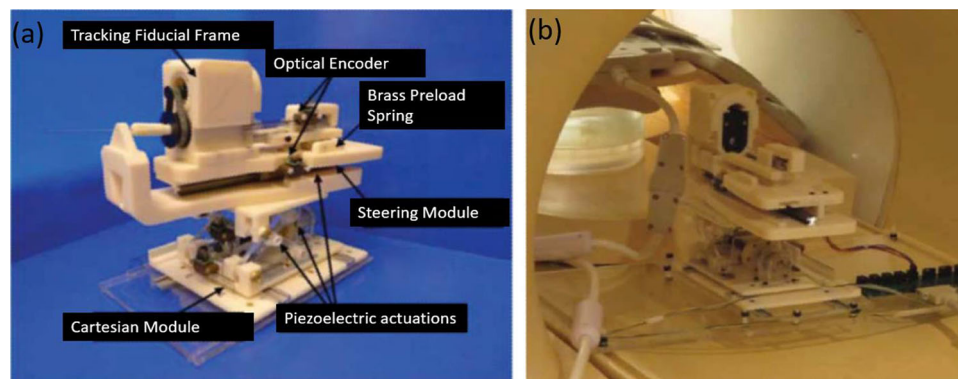 (a)
Tracking Fiducial Frame
Optical Encoder
Brass Preload
Spring
Steering Module
Cartesian Module
Piezoelectric actuations
(b)